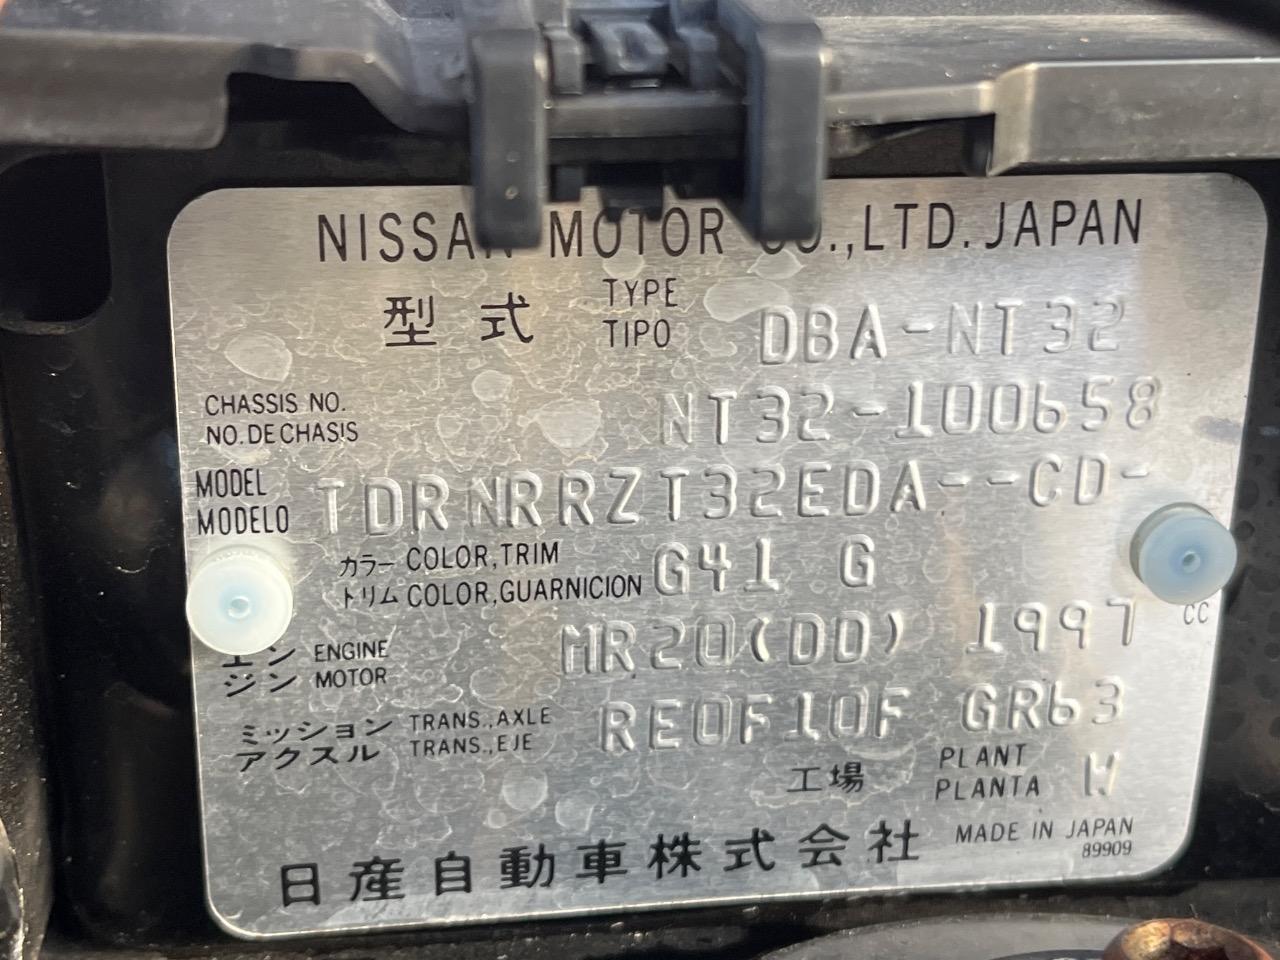 NISSAN MOTOR CO.,LTD. JAPAN
型式 TYPE TIPO DBA-NT32
CHASSIS NO. NO. DE CHASIS NT32-100658
MODEL MODELO TDRNRRZT32EDA--CD-
カラー COLOR,TRIM
トリム COLOR,GUARNICION G41 G
エンジン ENGINE MOTOR MR20(DD) 1997 CC
ミッション TRANS.,AXLE
アクスル TRANS.,EJE RE0F10F GR63
工場 PLANT PLANTA W
日産自動車株式会社 MADE IN JAPAN
89909